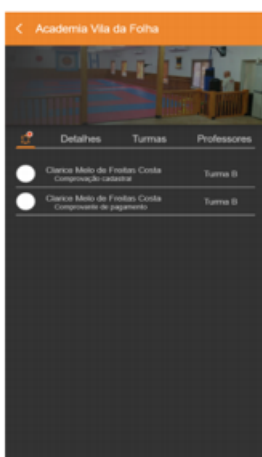 Academia Vila da Folha
Detalhes Turmas Professores
Clarice Melo de Freitas Costa Turma B
Comprovação cadastral
Clarice Melo de Freitas Costa Turma B
Comprovante de pagamento